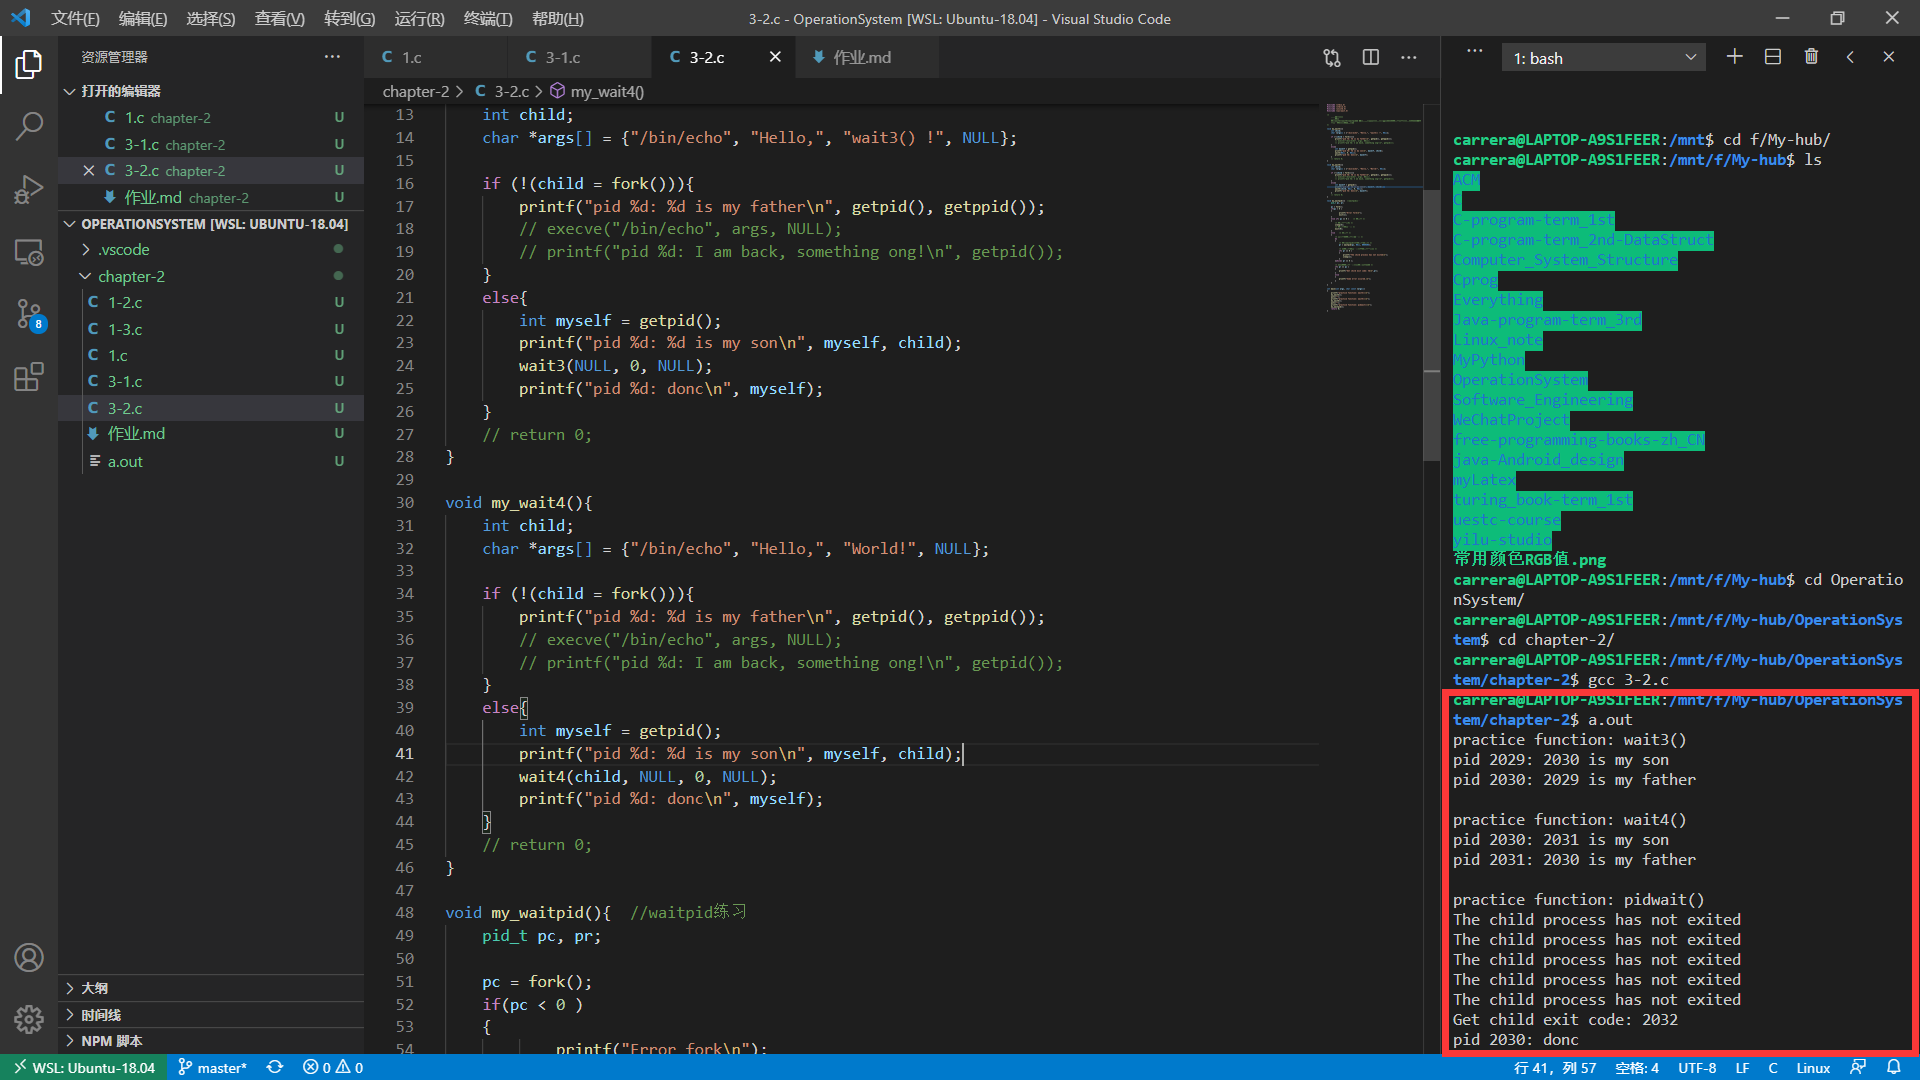 文件(F) 编辑(E) 选择(S) 查看(V) 转到(G) 运行(R) 终端(T) 帮助(H)
3-2.c - OperationSystem [WSL: Ubuntu-18.04] - Visual Studio Code
资源管理器
打开的编辑器
C 1.c chapter-2 U
C 3-1.c chapter-2 U
C 3-2.c chapter-2 U
作业.md chapter-2 U
OPERATIONSYSTEM [WSL: UBUNTU-18.04]
.vscode
chapter-2
C 1-2.c U
C 1-3.c U
C 1.c U
C 3-1.c U
C 3-2.c U
作业.md U
a.out U
8
大纲
时间线
NPM 脚本
C 1.c C 3-1.c C 3-2.c 作业.md
chapter-2 > C 3-2.c > my_wait4()
13 int child;
14 char *args[] = {"/bin/echo", "Hello,", "wait3() !", NULL};
15
16 if (!(child = fork())){
17 printf("pid %d: %d is my father\n", getpid(), getppid());
18 // execve("/bin/echo", args, NULL);
19 // printf("pid %d: I am back, something ong!\n", getpid());
20 }
21 else{
22 int myself = getpid();
23 printf("pid %d: %d is my son\n", myself, child);
24 wait3(NULL, 0, NULL);
25 printf("pid %d: donc\n", myself);
26 }
27 // return 0;
28 }
29
30 void my_wait4(){
31 int child;
32 char *args[] = {"/bin/echo", "Hello,", "World!", NULL};
33
34 if (!(child = fork())){
35 printf("pid %d: %d is my father\n", getpid(), getppid());
36 // execve("/bin/echo", args, NULL);
37 // printf("pid %d: I am back, something ong!\n", getpid());
38 }
39 else{
40 int myself = getpid();
41 printf("pid %d: %d is my son\n", myself, child);
42 wait4(child, NULL, 0, NULL);
43 printf("pid %d: donc\n", myself);
44 }
45 // return 0;
46 }
47
48 void my_waitpid(){ //waitpid练习
49 pid_t pc, pr;
50
51 pc = fork();
52 if(pc < 0 )
53 {
54 printf("Error fork\n");
1: bash
carrera@LAPTOP-A9S1FEER:/mnt$ cd f/My-hub/
carrera@LAPTOP-A9S1FEER:/mnt/f/My-hub$ ls
ACM
C
C-program-term_1st
C-program-term_2nd-DataStruct
Computer_System_Structure
Cprog
Everything
Java-program-term_3rd
Linux_note
MyPython
OperationSystem
Software_Engineering
WeChatProject
free-programming-books-zh_CN
java-Android_design
myLatex
turing_book-term_1st
uestc-course
yilu-studio
常用颜色RGB值.png
carrera@LAPTOP-A9S1FEER:/mnt/f/My-hub$ cd Operatio
nSystem/
carrera@LAPTOP-A9S1FEER:/mnt/f/My-hub/OperationSys
tem$ cd chapter-2/
carrera@LAPTOP-A9S1FEER:/mnt/f/My-hub/OperationSys
tem/chapter-2$ gcc 3-2.c
carrera@LAPTOP-A9S1FEER:/mnt/f/My-hub/OperationSys
tem/chapter-2$ a.out
practice function: wait3()
pid 2029: 2030 is my son
pid 2030: 2029 is my father

practice function: wait4()
pid 2030: 2031 is my son
pid 2031: 2030 is my father

practice function: pidwait()
The child process has not exited
The child process has not exited
The child process has not exited
The child process has not exited
The child process has not exited
Get child exit code: 2032
pid 2030: donc
WSL: Ubuntu-18.04 master* 0 0
行 41, 列 57 空格: 4 UTF-8 LF C Linux